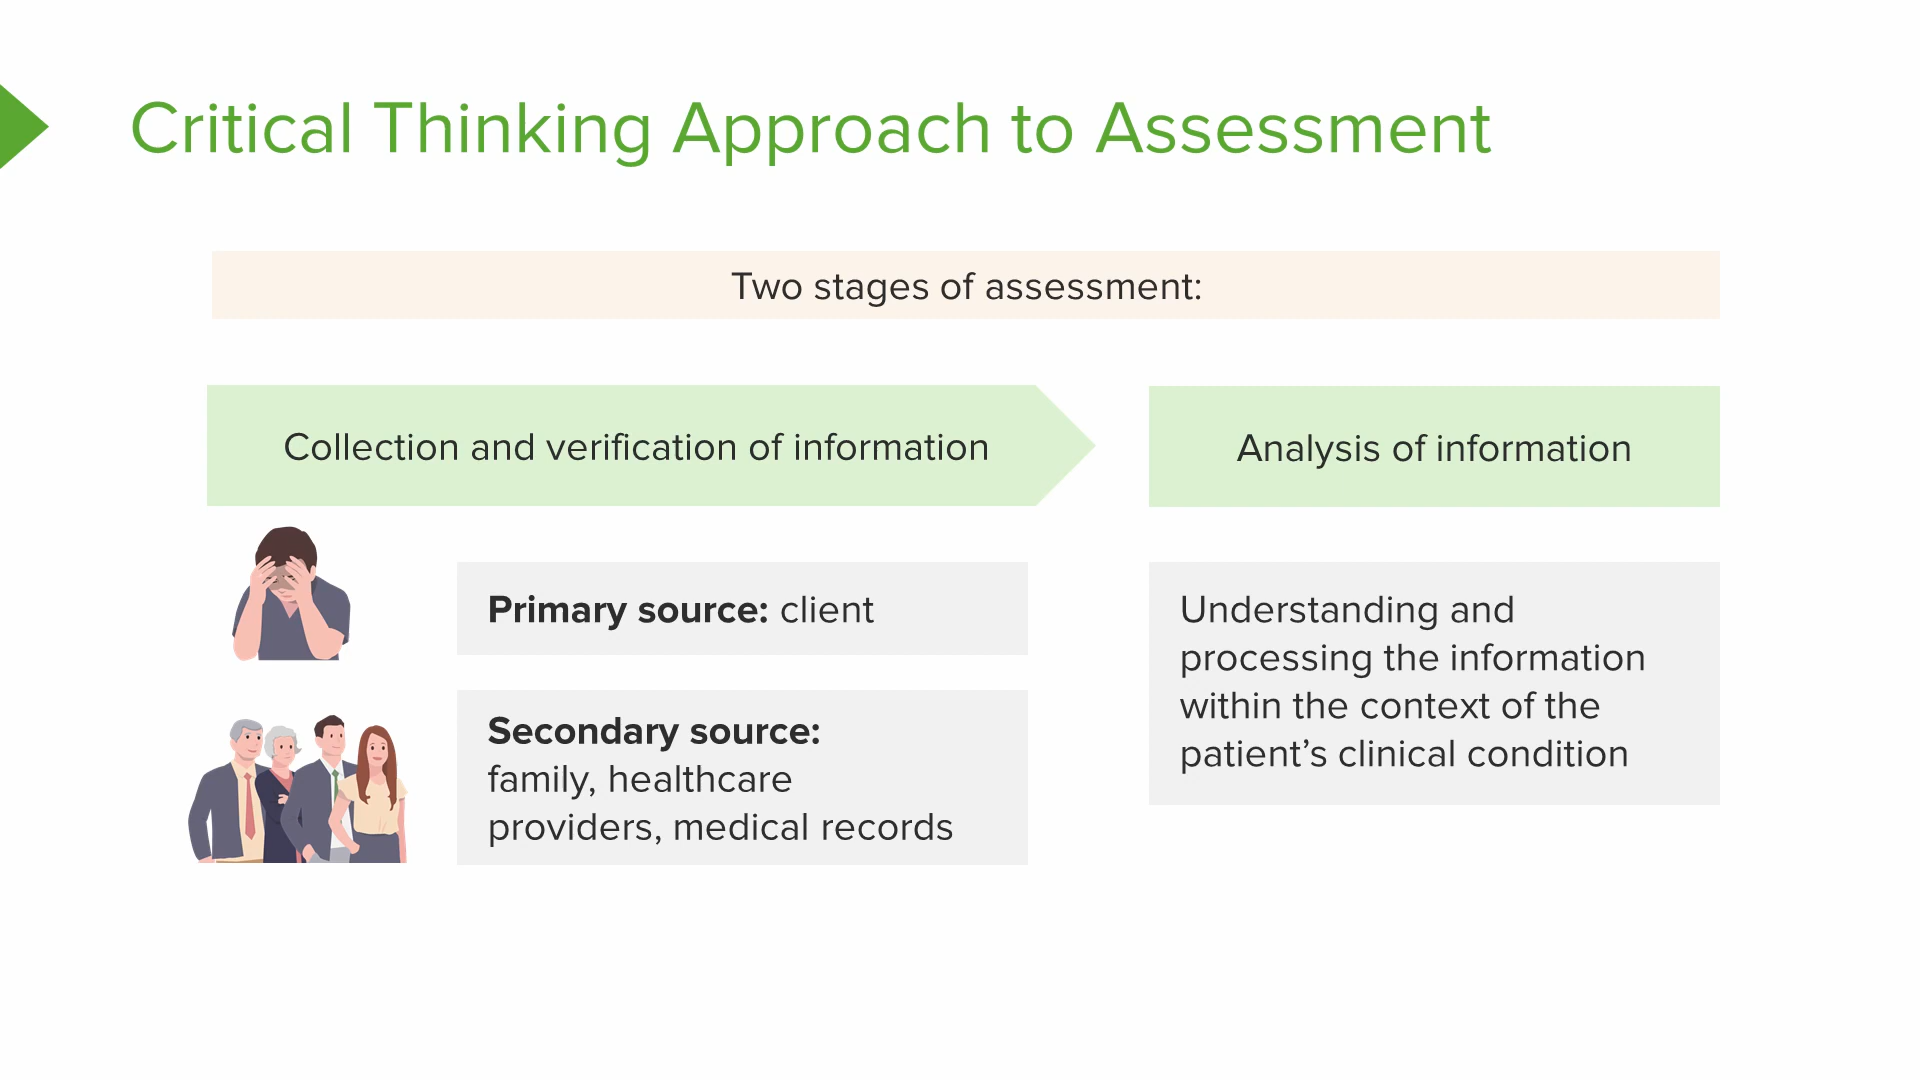 Critical Thinking Approach to Assessment
Two stages of assessment:
Collection and verification of information
Primary source: client
Secondary source:
family, healthcare
providers, medical records
Analysis of information
Understanding and
processing the information
within the context of the
patient’s clinical condition